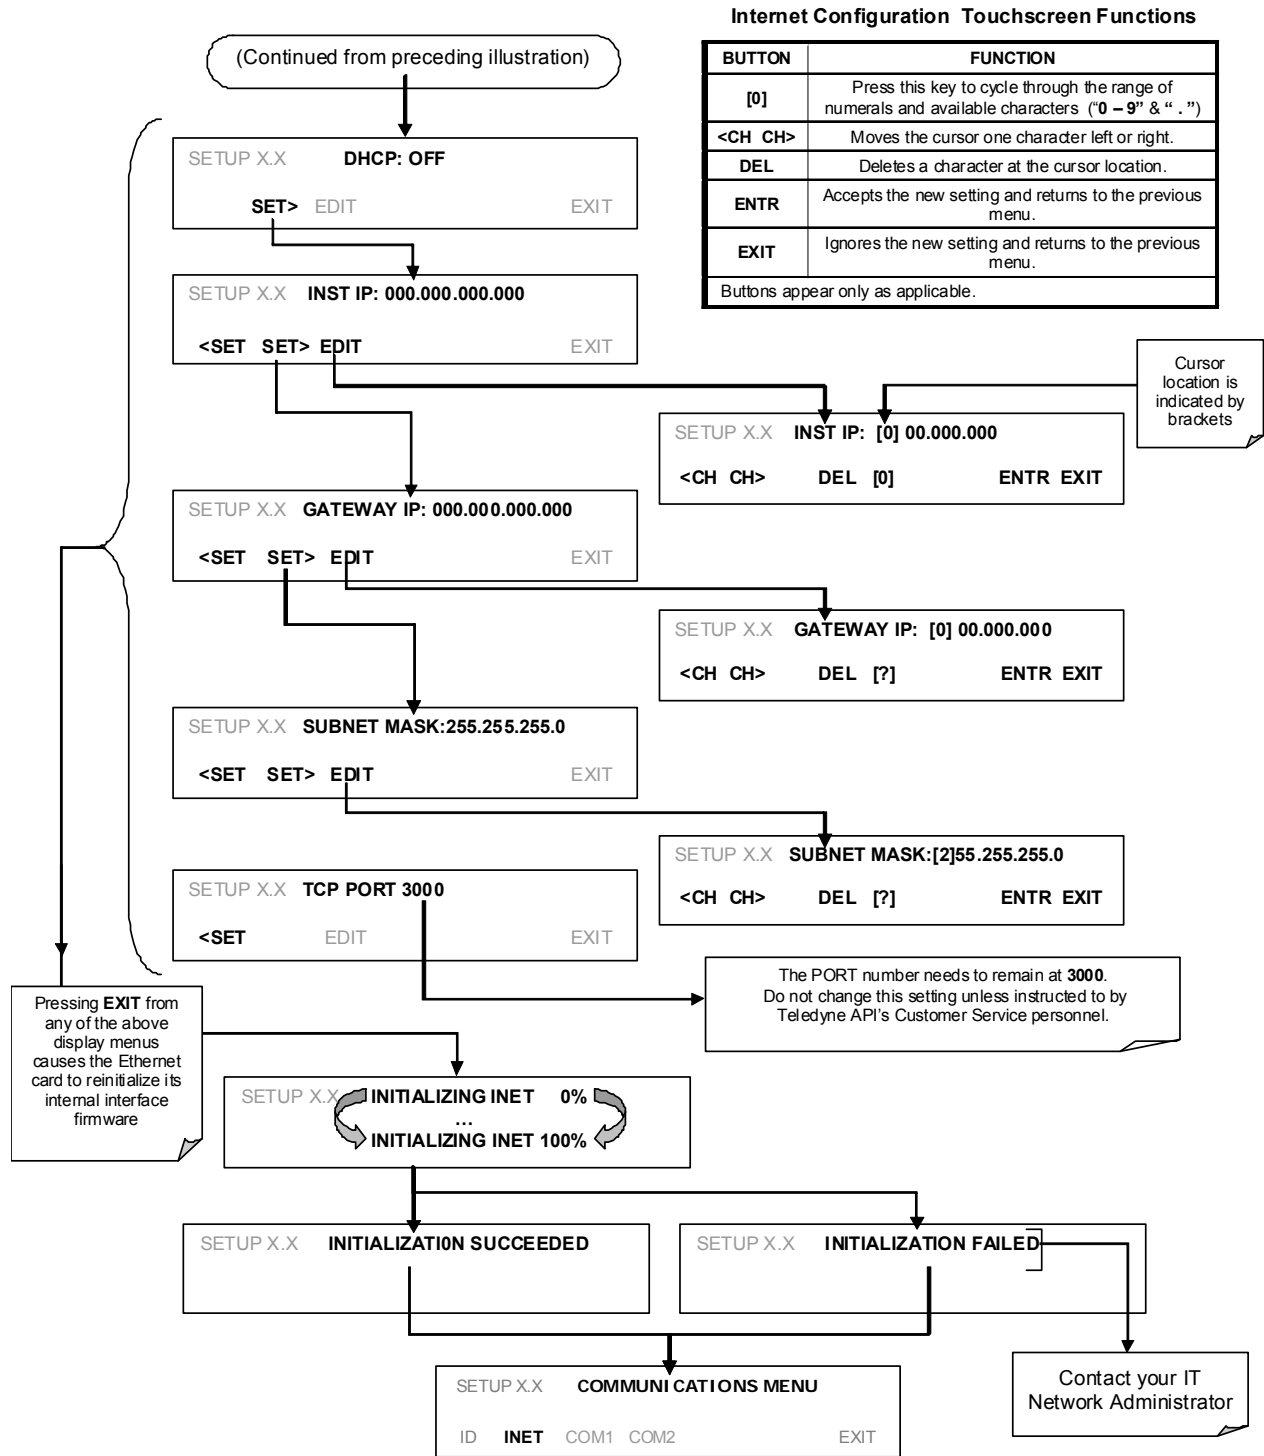 Internet Configuration Touchscreen Functions
BUTTON FUNCTION
[0] Press this key to cycle through the range of
numerals and available characters (“0 – 9” & “ . ”)
<CH CH> Moves the cursor one character left or right.
DEL Deletes a character at the cursor location.
ENTR Accepts the new setting and returns to the previous
menu.
EXIT Ignores the new setting and returns to the previous
menu.
Buttons appear only as applicable.
(Continued from preceding illustration)
SETUP X.X DHCP: OFF
SET> EDIT EXIT
SETUP X.X INST IP: 000.000.000.000
<SET SET> EDIT EXIT
Cursor
location is
indicated by
brackets
SETUP X.X INST IP: [0] 00.000.000
<CH CH> DEL [0] ENTR EXIT
SETUP X.X GATEWAY IP: 000.000.000.000
<SET SET> EDIT EXIT
SETUP X.X GATEWAY IP: [0] 00.000.000
<CH CH> DEL [?] ENTR EXIT
SETUP X.X SUBNET MASK:255.255.255.0
<SET SET> EDIT EXIT
SETUP X.X SUBNET MASK:[2]55.255.255.0
<CH CH> DEL [?] ENTR EXIT
SETUP X.X TCP PORT 3000
<SET EDIT EXIT
The PORT number needs to remain at 3000.
Do not change this setting unless instructed to by
Teledyne API’s Customer Service personnel.
Pressing EXIT from
any of the above
display menus
causes the Ethernet
card to reinitialize its
internal interface
firmware
SETUP X.X INITIALIZING INET 0%
…
INITIALIZING INET 100%
SETUP X.X INITIALIZATI0N SUCCEEDED
SETUP X.X INITIALIZATION FAILED
Contact your IT
Network Administrator
SETUP X.X COMMUNICATIONS MENU
ID INET COM1 COM2 EXIT